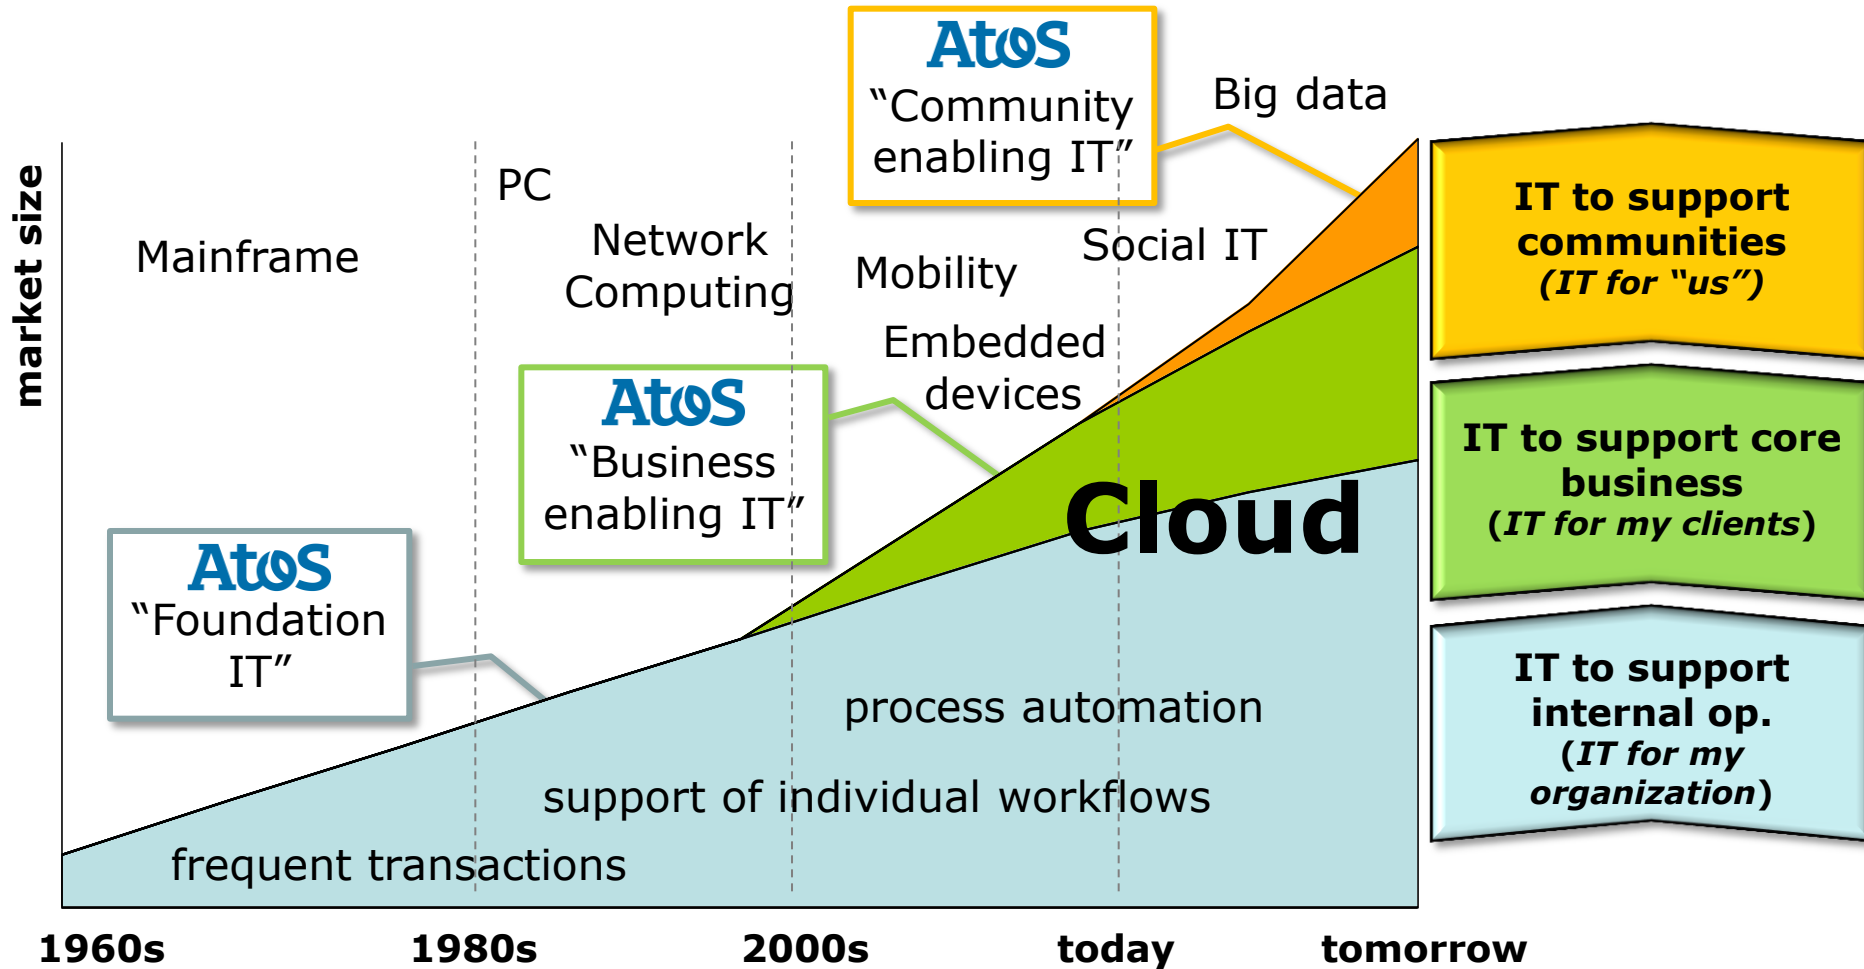 Atos
“Community
enabling IT”
Big data
market size
PC
Mainframe
Network
Computing
Mobility
Social IT
Embedded
devices
Atos
“Business
enabling IT”
Cloud
Atos
“Foundation
IT”
process automation
support of individual workflows
frequent transactions
IT to support
communities
(IT for “us”)
IT to support core
business
(IT for my clients)
IT to support
internal op.
(IT for my
organization)
1960s
1980s
2000s
today
tomorrow